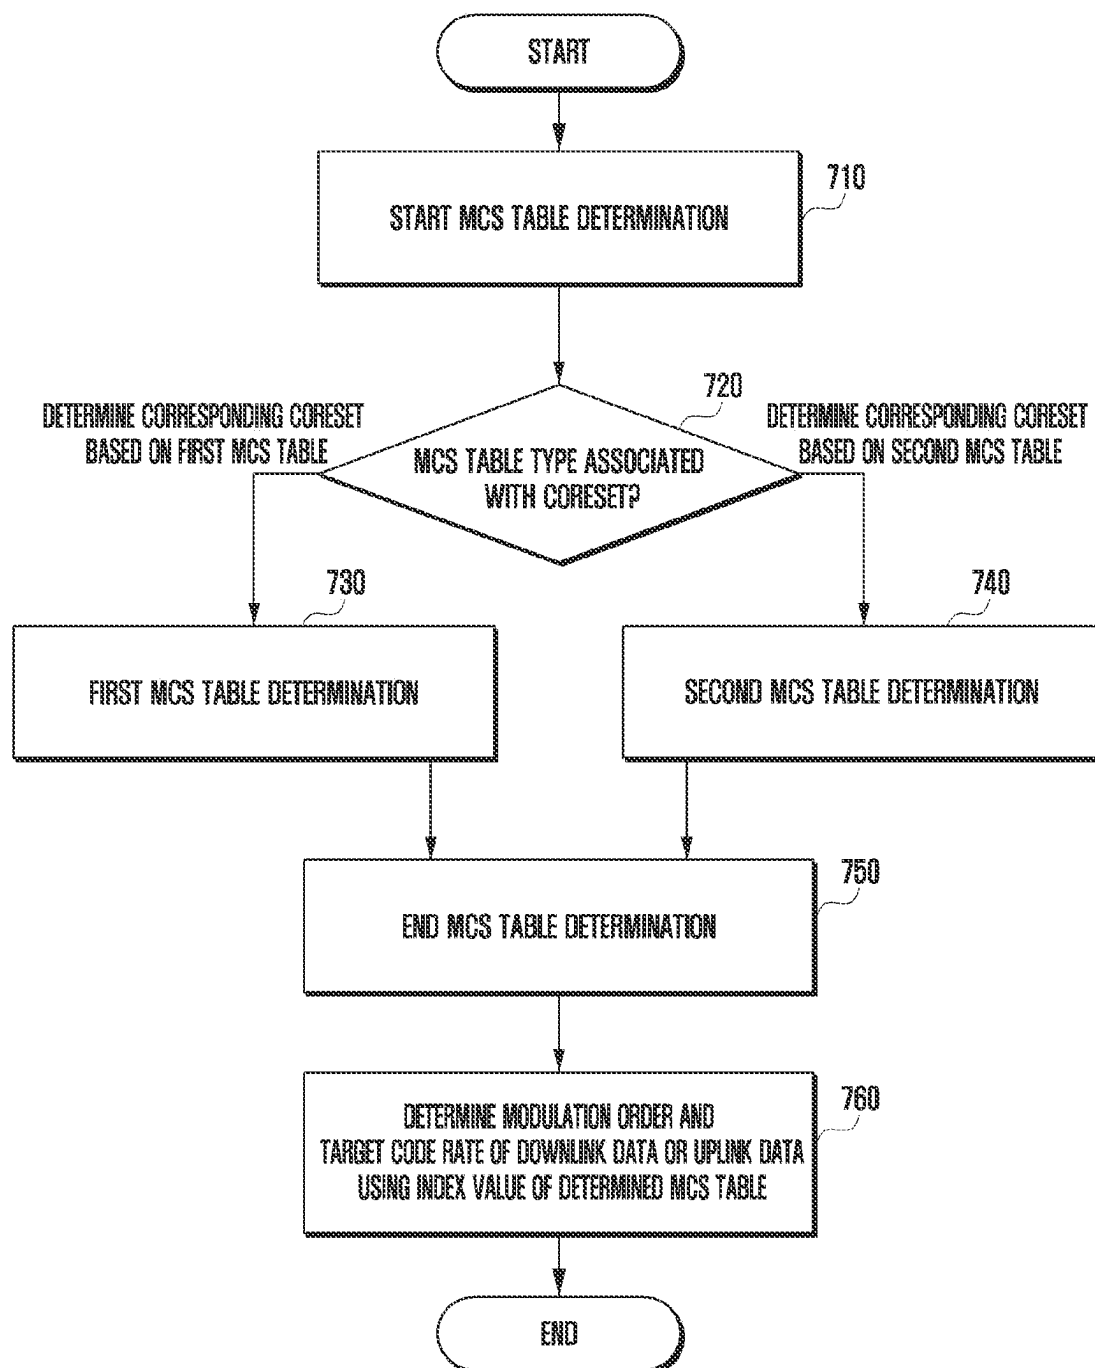 START
710
START MCS TABLE DETERMINATION
720
DETERMINE CORRESPONDING CORESET
BASED ON FIRST MCS TABLE
DETERMINE CORRESPONDING CORESET
BASED ON SECOND MCS TABLE
MCS TABLE TYPE ASSOCIATED
WITH CORESET?
730
740
FIRST MCS TABLE DETERMINATION
SECOND MCS TABLE DETERMINATION
750
END MCS TABLE DETERMINATION
760
DETERMINE MODULATION ORDER AND
TARGET CODE RATE OF DOWNLINK DATA OR UPLINK DATA
USING INDEX VALUE OF DETERMINED MCS TABLE
END